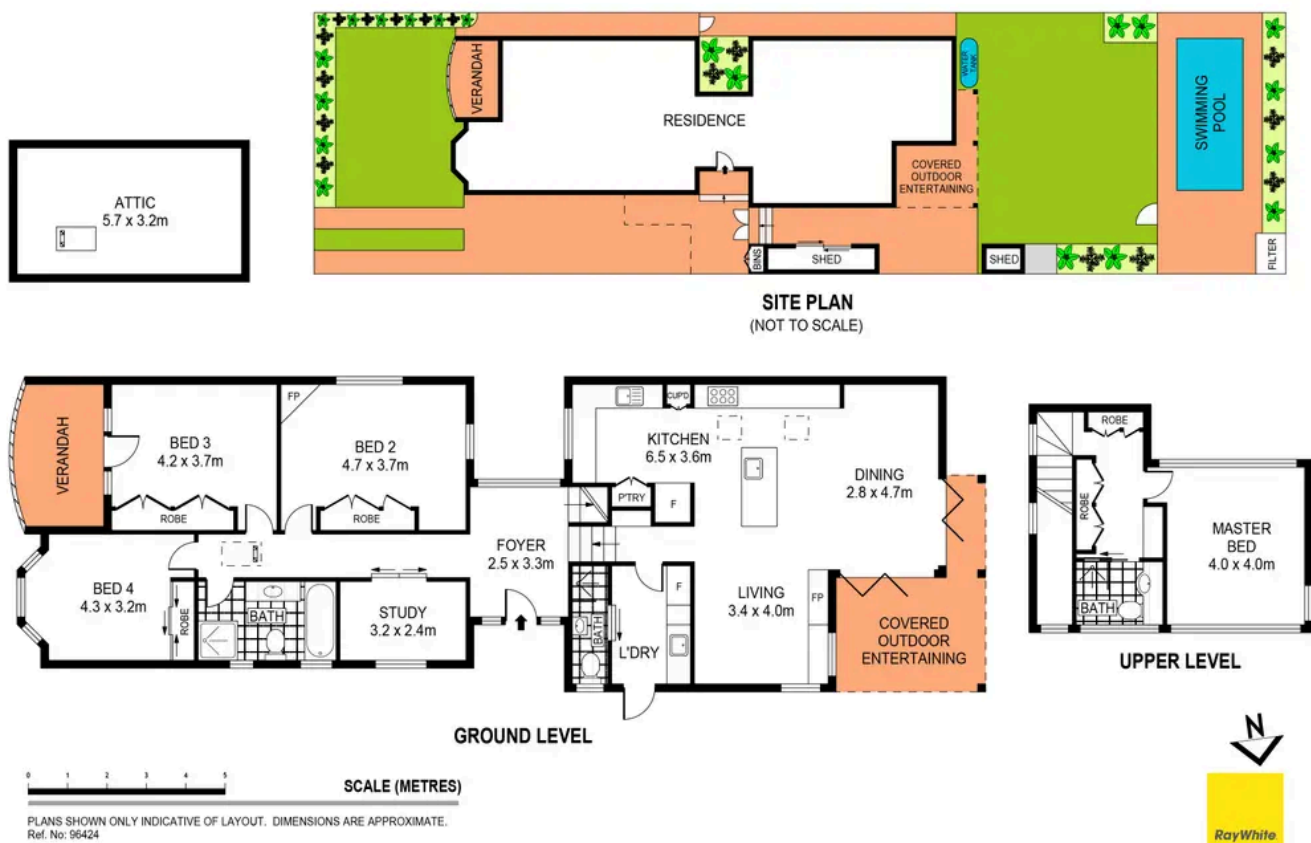 ATTIC
5.7 x 3.2m
VERANDAH
RESIDENCE
WATER
TANK
SWIMMING
POOL
COVERED
OUTDOOR
ENTERTAINING
BINS
SHED
SHED
FILTER
SITE PLAN
(NOT TO SCALE)
VERANDAH
BED 3
4.2 x 3.7m
ROBE
FP
BED 2
4.7 x 3.7m
ROBE
BED 4
4.3 x 3.2m
ROBE
BATH
STUDY
3.2 x 2.4m
FOYER
2.5 x 3.3m
CUP'D
KITCHEN
6.5 x 3.6m
P'TRY
F
DINING
2.8 x 4.7m
BATH
F
L'DRY
LIVING
3.4 x 4.0m
FP
COVERED
OUTDOOR
ENTERTAINING
GROUND LEVEL
ROBE
ROBE
MASTER
BED
4.0 x 4.0m
BATH
UPPER LEVEL
N
0 1 2 3 4 5
SCALE (METRES)
PLANS SHOWN ONLY INDICATIVE OF LAYOUT. DIMENSIONS ARE APPROXIMATE.
Ref. No: 96424
RayWhite